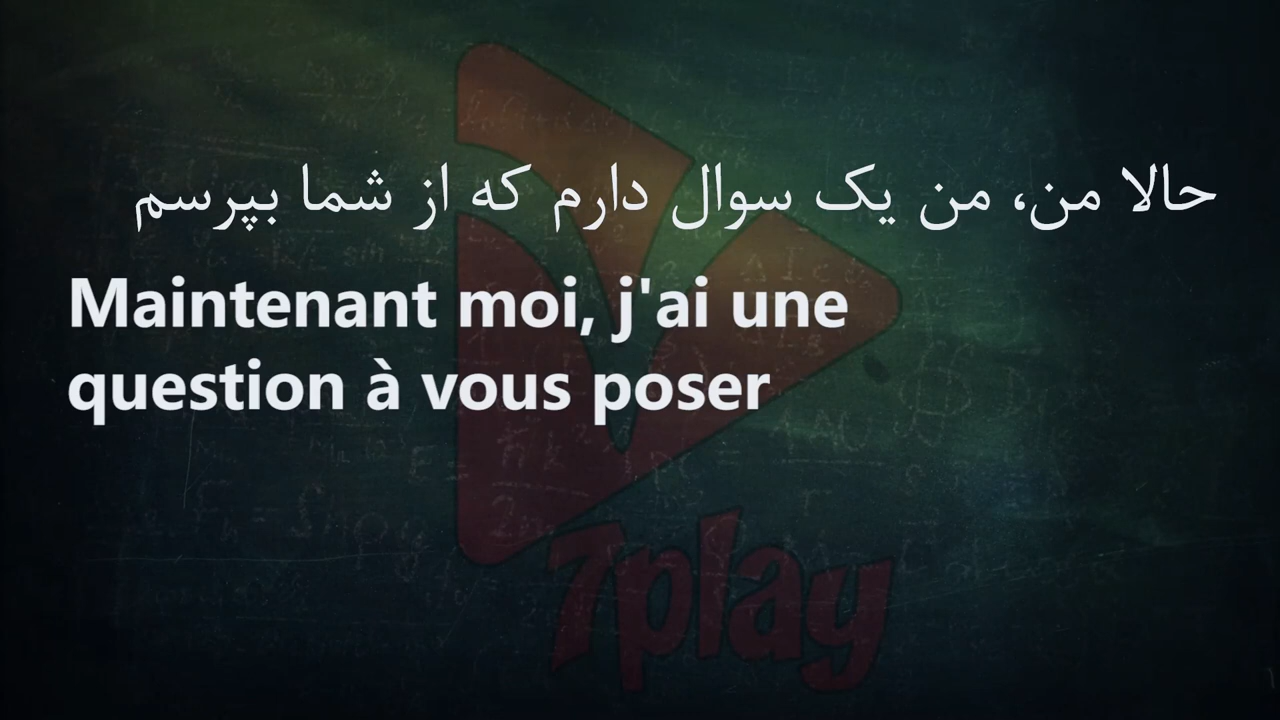 حالا من، من یک سوال دارم که از شما بپرسم
Maintenant moi, j'ai une
question à vous poser
7play